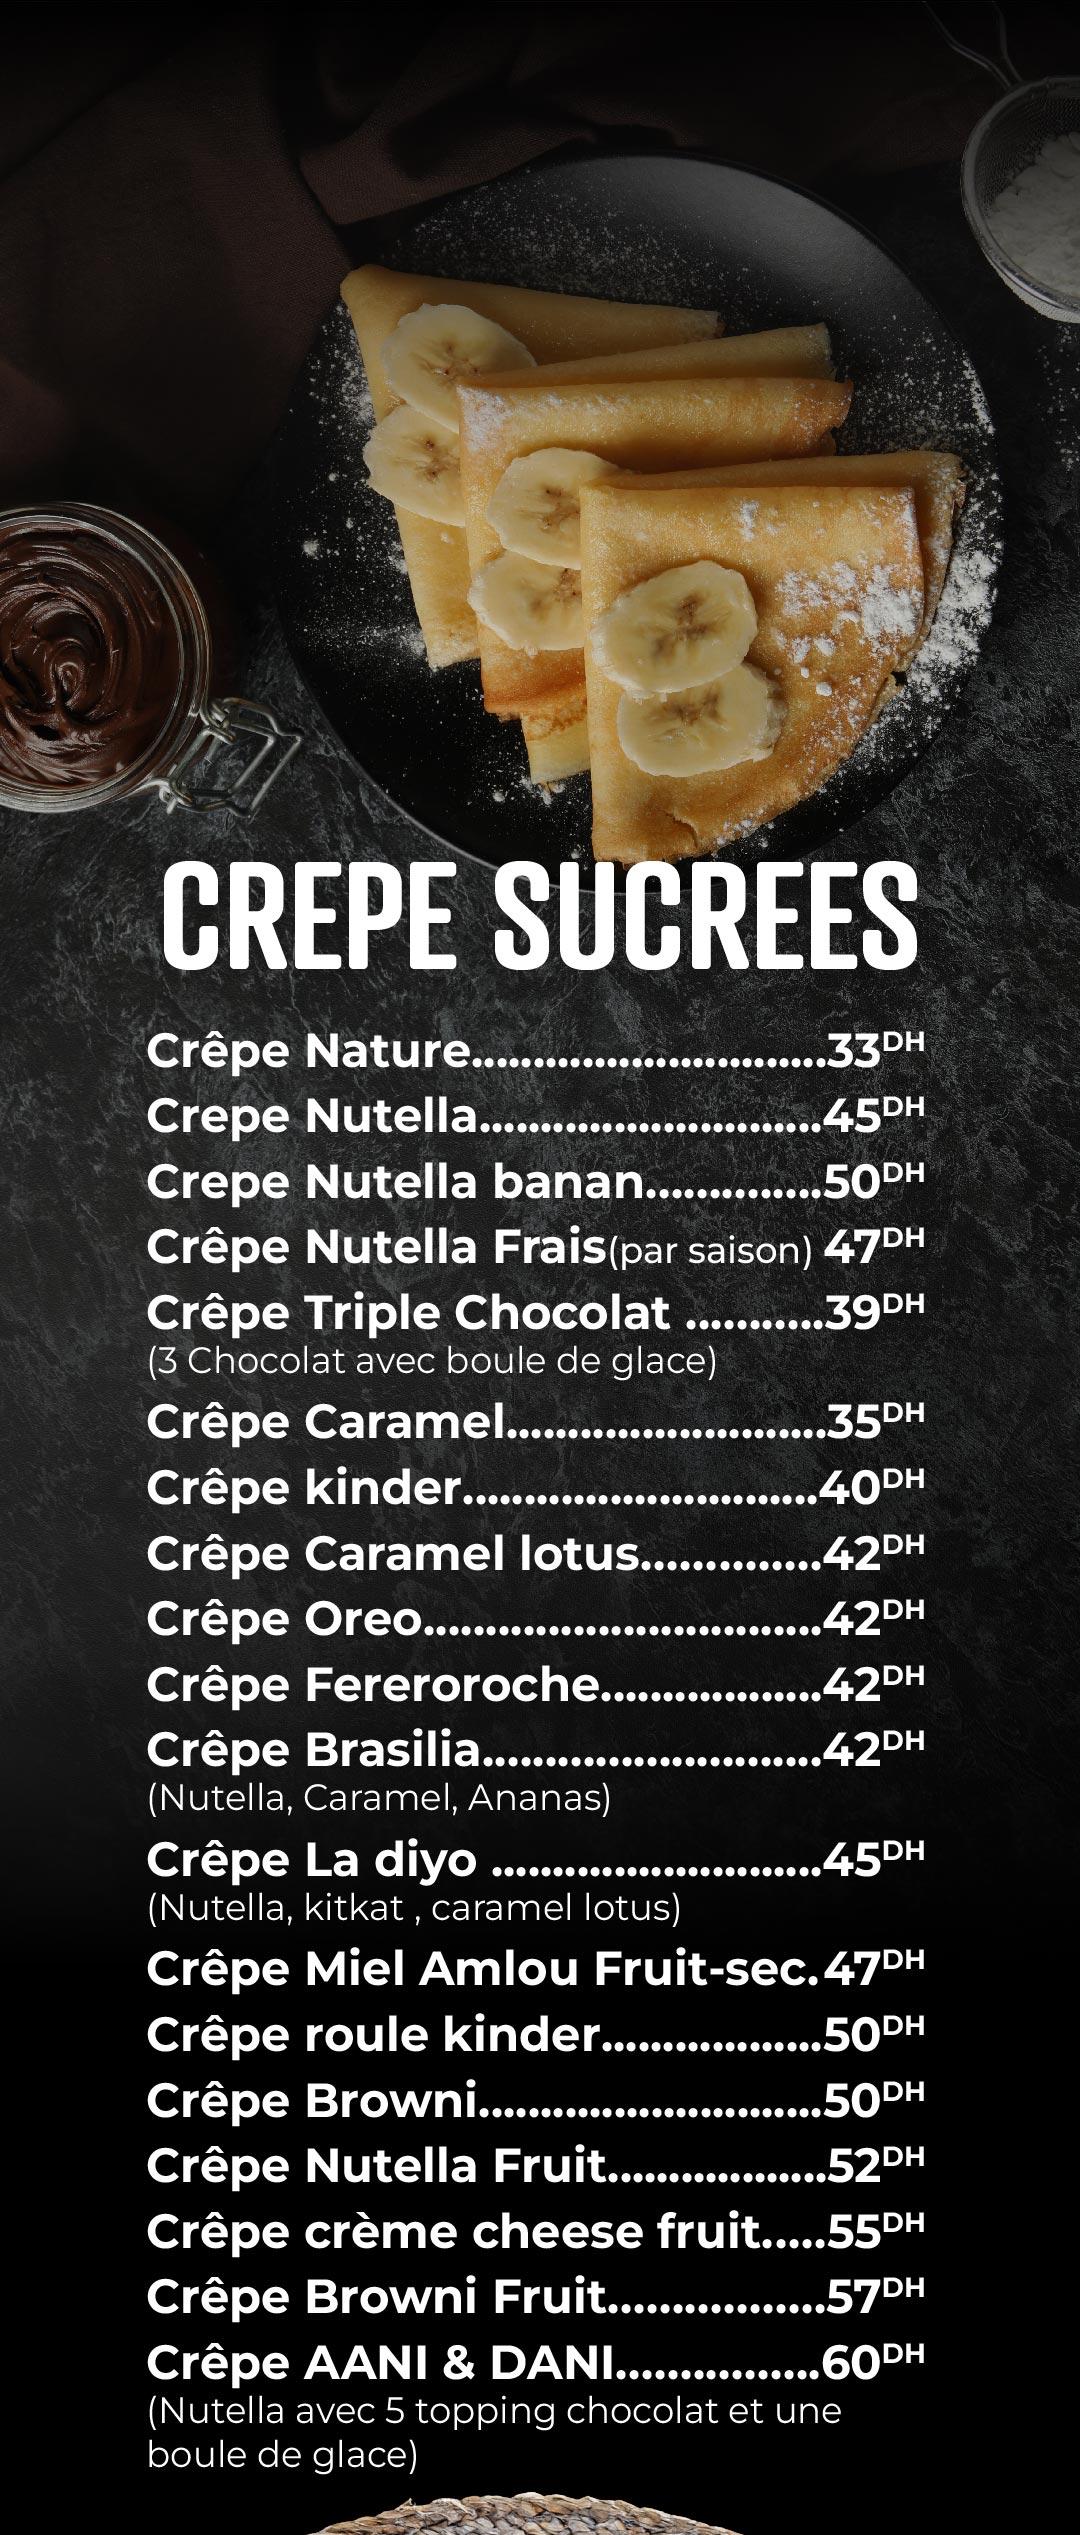 CREPE SUCREES
Crêpe Nature.............................33DH
Crepe Nutella............................45DH
Crepe Nutella banan..............50DH
Crêpe Nutella Frais(par saison) 47DH
Crêpe Triple Chocolat ...........39DH
(3 Chocolat avec boule de glace)
Crêpe Caramel..........................35DH
Crêpe kinder.............................40DH
Crêpe Caramel lotus..............42DH
Crêpe Oreo................................42DH
Crêpe Fereroroche..................42DH
Crêpe Brasilia...........................42DH
(Nutella, Caramel, Ananas)
Crêpe La diyo ...........................45DH
(Nutella, kitkat , caramel lotus)
Crêpe Miel Amlou Fruit-sec.47DH
Crêpe roule kinder..................50DH
Crêpe Browni............................50DH
Crêpe Nutella Fruit..................52DH
Crêpe crème cheese fruit.....55DH
Crêpe Browni Fruit..................57DH
Crêpe AANI & DANI................60DH
(Nutella avec 5 topping chocolat et une
boule de glace)